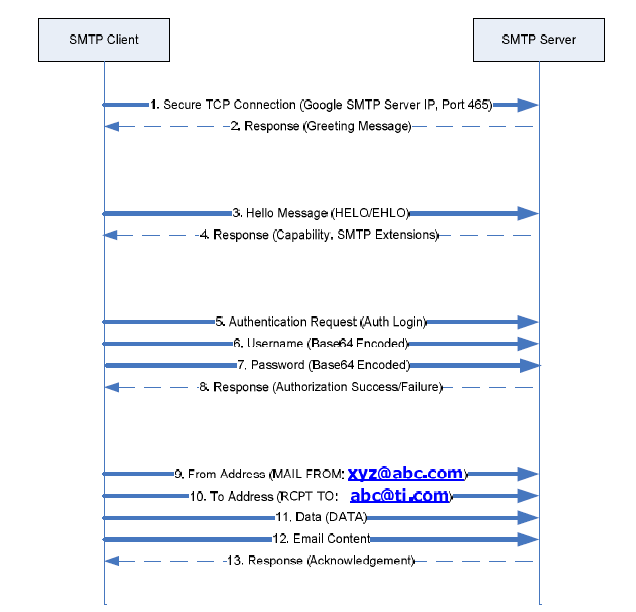 SMTP Client
SMTP Server
1. Secure TCP Connection (Google SMTP Server IP, Port 465)
2. Response (Greeting Message)
3. Hello Message (HELO/EHLO)
4. Response (Capability, SMTP Extensions)
5. Authentication Request (Auth Login)
6. Username (Base64 Encoded)
7. Password (Base64 Encoded)
8. Response (Authorization Success/Failure)
9. From Address (MAIL FROM: xyz@abc.com)
10. To Address (RCPT TO: abc@ti.com)
11. Data (DATA)
12. Email Content
13. Response (Acknowledgement)